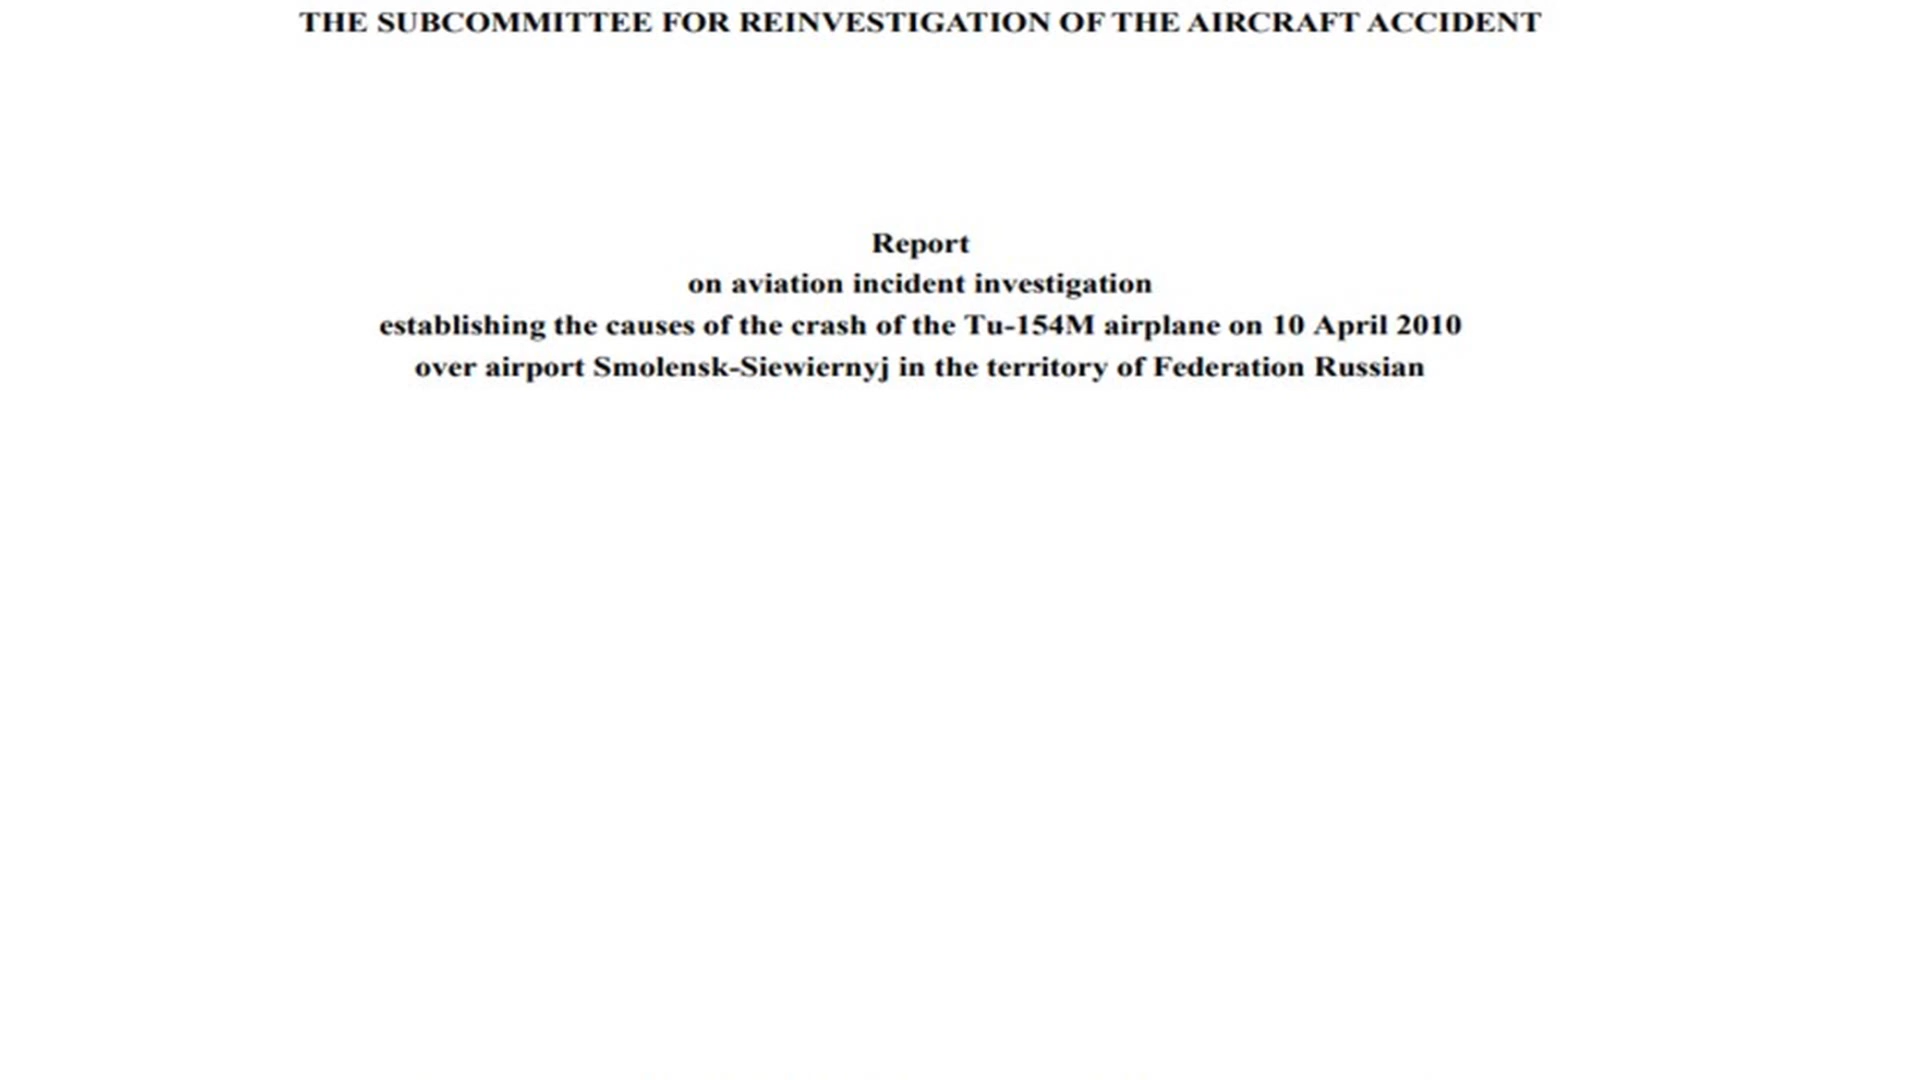 THE SUBCOMMITTEE FOR REINVESTIGATION OF THE AIRCRAFT ACCIDENT
Report
on aviation incident investigation
establishing the causes of the crash of the Tu-154M airplane on 10 April 2010
over airport Smolensk-Siewiernyj in the territory of Federation Russian